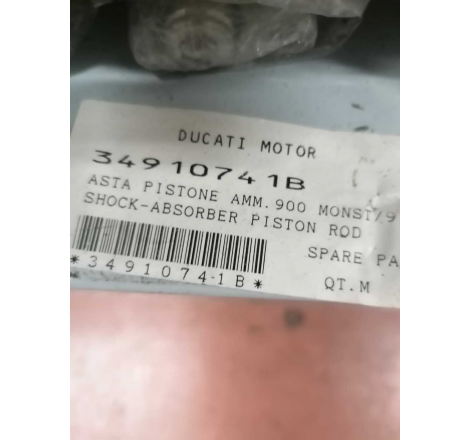 DUCATI MOTOR
34910741B
ASTA PISTONE AMM.900 MONST/9
SHOCK-ABSORBER PISTON ROD
SPARE PA
*34910741B*
QT.M